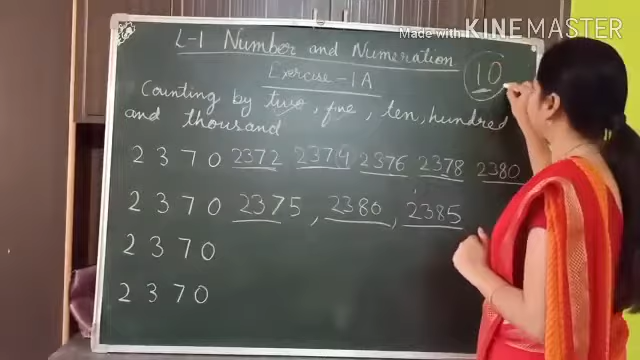 Made with KINEMASTER
L-1 Number and Numeration
Exercise - 1A
10
Counting by two, five, ten, hundred
and thousand
2 3 7 0 2372 2374 2376 2378 2380
2 3 7 0 2375, 2380, 2385
2 3 7 0
2 3 7 0